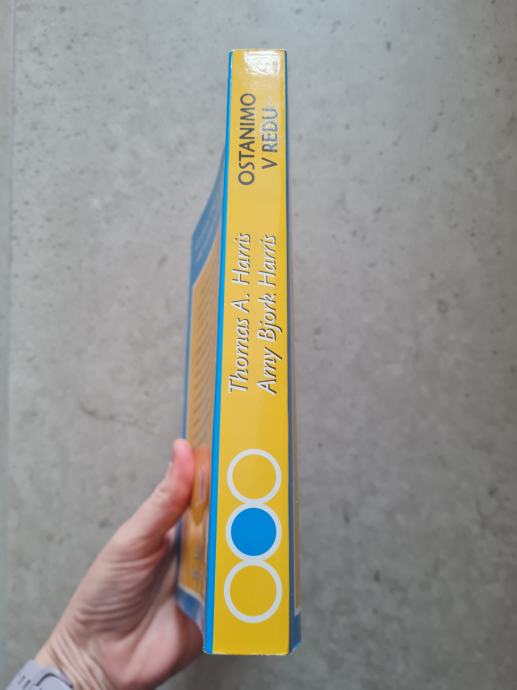 OSTANIMO
V REDU
Thomas A. Harris
Amy Bjork Harris